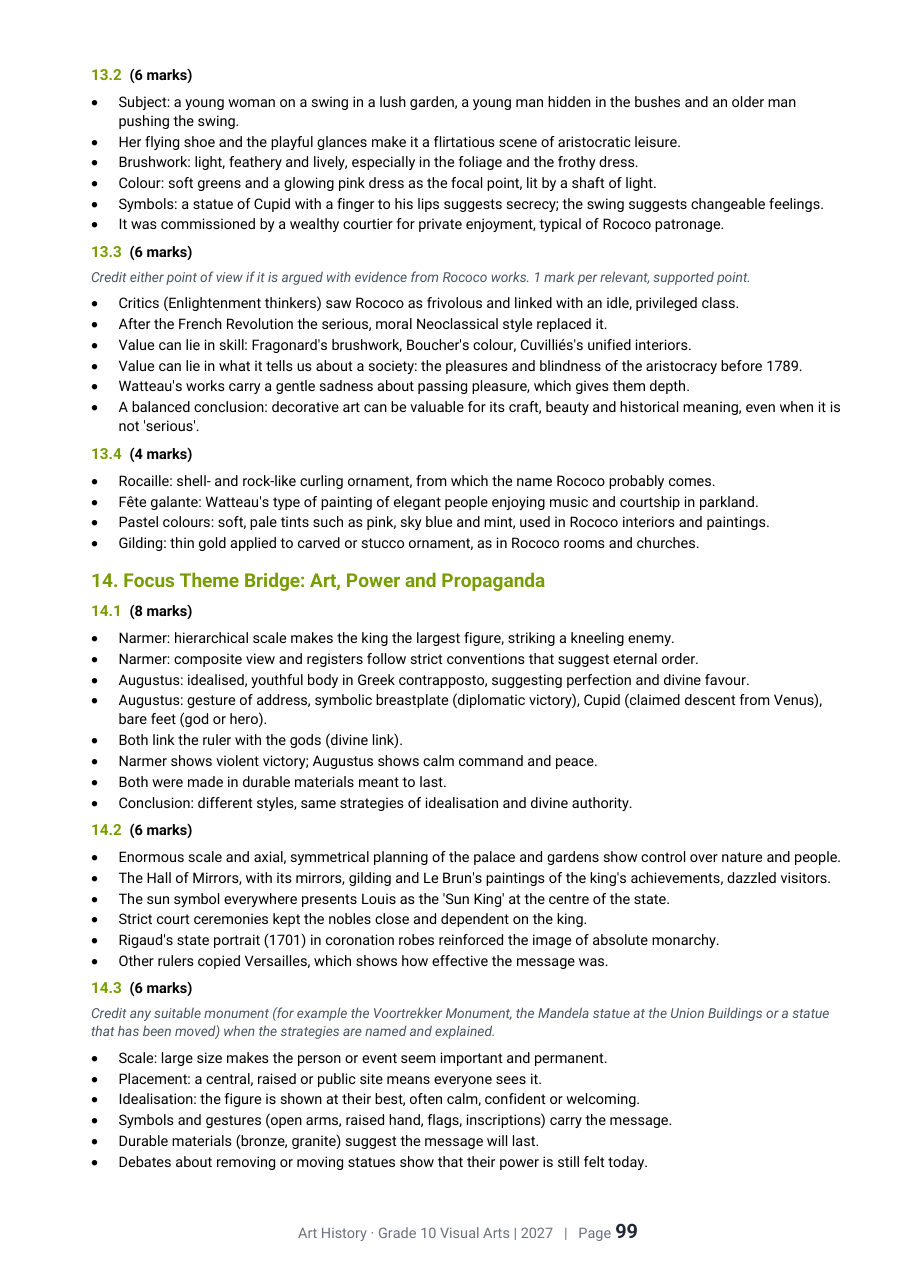 13.2 (6 marks)
• Subject: a young woman on a swing in a lush garden, a young man hidden in the bushes and an older man
pushing the swing.
• Her flying shoe and the playful glances make it a flirtatious scene of aristocratic leisure.
• Brushwork: light, feathery and lively, especially in the foliage and the frothy dress.
• Colour: soft greens and a glowing pink dress as the focal point, lit by a shaft of light.
• Symbols: a statue of Cupid with a finger to his lips suggests secrecy; the swing suggests changeable feelings.
• It was commissioned by a wealthy courtier for private enjoyment, typical of Rococo patronage.
13.3 (6 marks)
Credit either point of view if it is argued with evidence from Rococo works. 1 mark per relevant, supported point.
• Critics (Enlightenment thinkers) saw Rococo as frivolous and linked with an idle, privileged class.
• After the French Revolution the serious, moral Neoclassical style replaced it.
• Value can lie in skill: Fragonard's brushwork, Boucher's colour, Cuvilliés's unified interiors.
• Value can lie in what it tells us about a society: the pleasures and blindness of the aristocracy before 1789.
• Watteau's works carry a gentle sadness about passing pleasure, which gives them depth.
• A balanced conclusion: decorative art can be valuable for its craft, beauty and historical meaning, even when it is
not 'serious'.
13.4 (4 marks)
• Rocaille: shell- and rock-like curling ornament, from which the name Rococo probably comes.
• Fête galante: Watteau's type of painting of elegant people enjoying music and courtship in parkland.
• Pastel colours: soft, pale tints such as pink, sky blue and mint, used in Rococo interiors and paintings.
• Gilding: thin gold applied to carved or stucco ornament, as in Rococo rooms and churches.
14. Focus Theme Bridge: Art, Power and Propaganda
14.1 (8 marks)
• Narmer: hierarchical scale makes the king the largest figure, striking a kneeling enemy.
• Narmer: composite view and registers follow strict conventions that suggest eternal order.
• Augustus: idealised, youthful body in Greek contrapposto, suggesting perfection and divine favour.
• Augustus: gesture of address, symbolic breastplate (diplomatic victory), Cupid (claimed descent from Venus),
bare feet (god or hero).
• Both link the ruler with the gods (divine link).
• Narmer shows violent victory; Augustus shows calm command and peace.
• Both were made in durable materials meant to last.
• Conclusion: different styles, same strategies of idealisation and divine authority.
14.2 (6 marks)
• Enormous scale and axial, symmetrical planning of the palace and gardens show control over nature and people.
• The Hall of Mirrors, with its mirrors, gilding and Le Brun's paintings of the king's achievements, dazzled visitors.
• The sun symbol everywhere presents Louis as the 'Sun King' at the centre of the state.
• Strict court ceremonies kept the nobles close and dependent on the king.
• Rigaud's state portrait (1701) in coronation robes reinforced the image of absolute monarchy.
• Other rulers copied Versailles, which shows how effective the message was.
14.3 (6 marks)
Credit any suitable monument (for example the Voortrekker Monument, the Mandela statue at the Union Buildings or a statue
that has been moved) when the strategies are named and explained.
• Scale: large size makes the person or event seem important and permanent.
• Placement: a central, raised or public site means everyone sees it.
• Idealisation: the figure is shown at their best, often calm, confident or welcoming.
• Symbols and gestures (open arms, raised hand, flags, inscriptions) carry the message.
• Durable materials (bronze, granite) suggest the message will last.
• Debates about removing or moving statues show that their power is still felt today.
Art History · Grade 10 Visual Arts | 2027 | Page 99